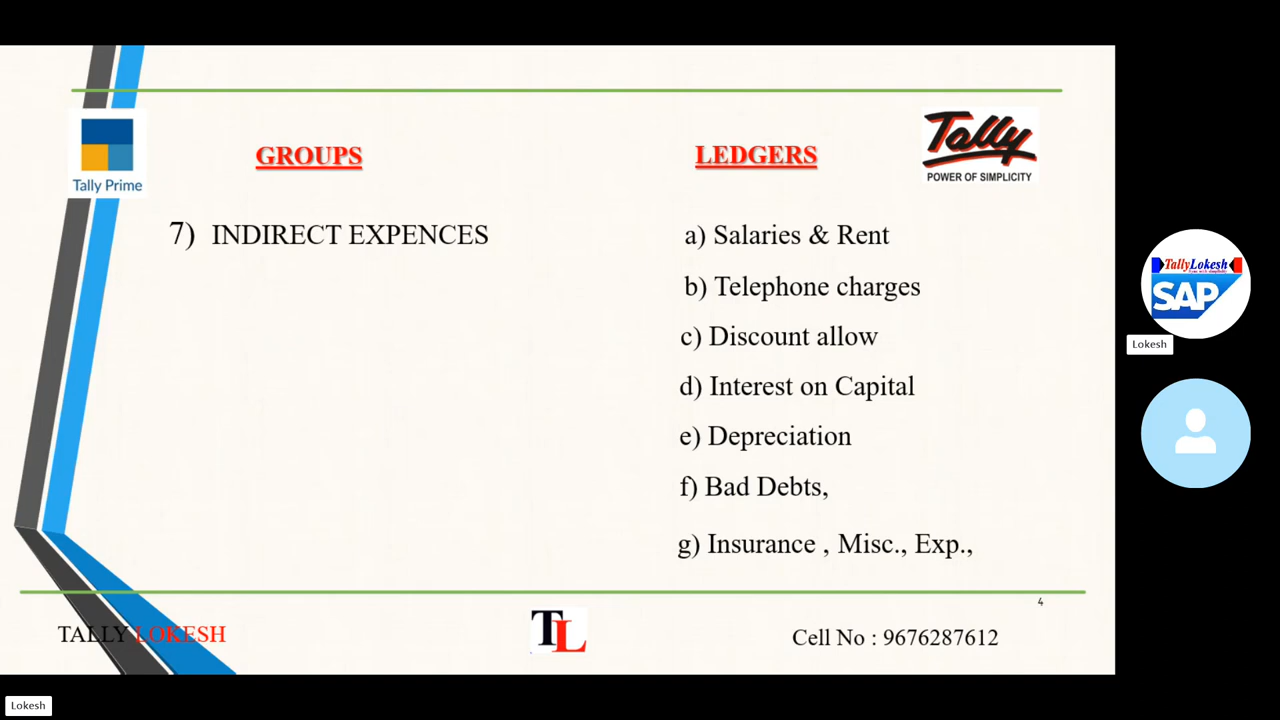 GROUPS
LEDGERS
Tally
POWER OF SIMPLICITY
Tally Prime
7) INDIRECT EXPENCES
a) Salaries & Rent
b) Telephone charges
c) Discount allow
d) Interest on Capital
e) Depreciation
f) Bad Debts,
g) Insurance , Misc., Exp.,
4
TALLY LOKESH
TL
Cell No : 9676287612
TallyLokesh
SAP
Lokesh
Lokesh